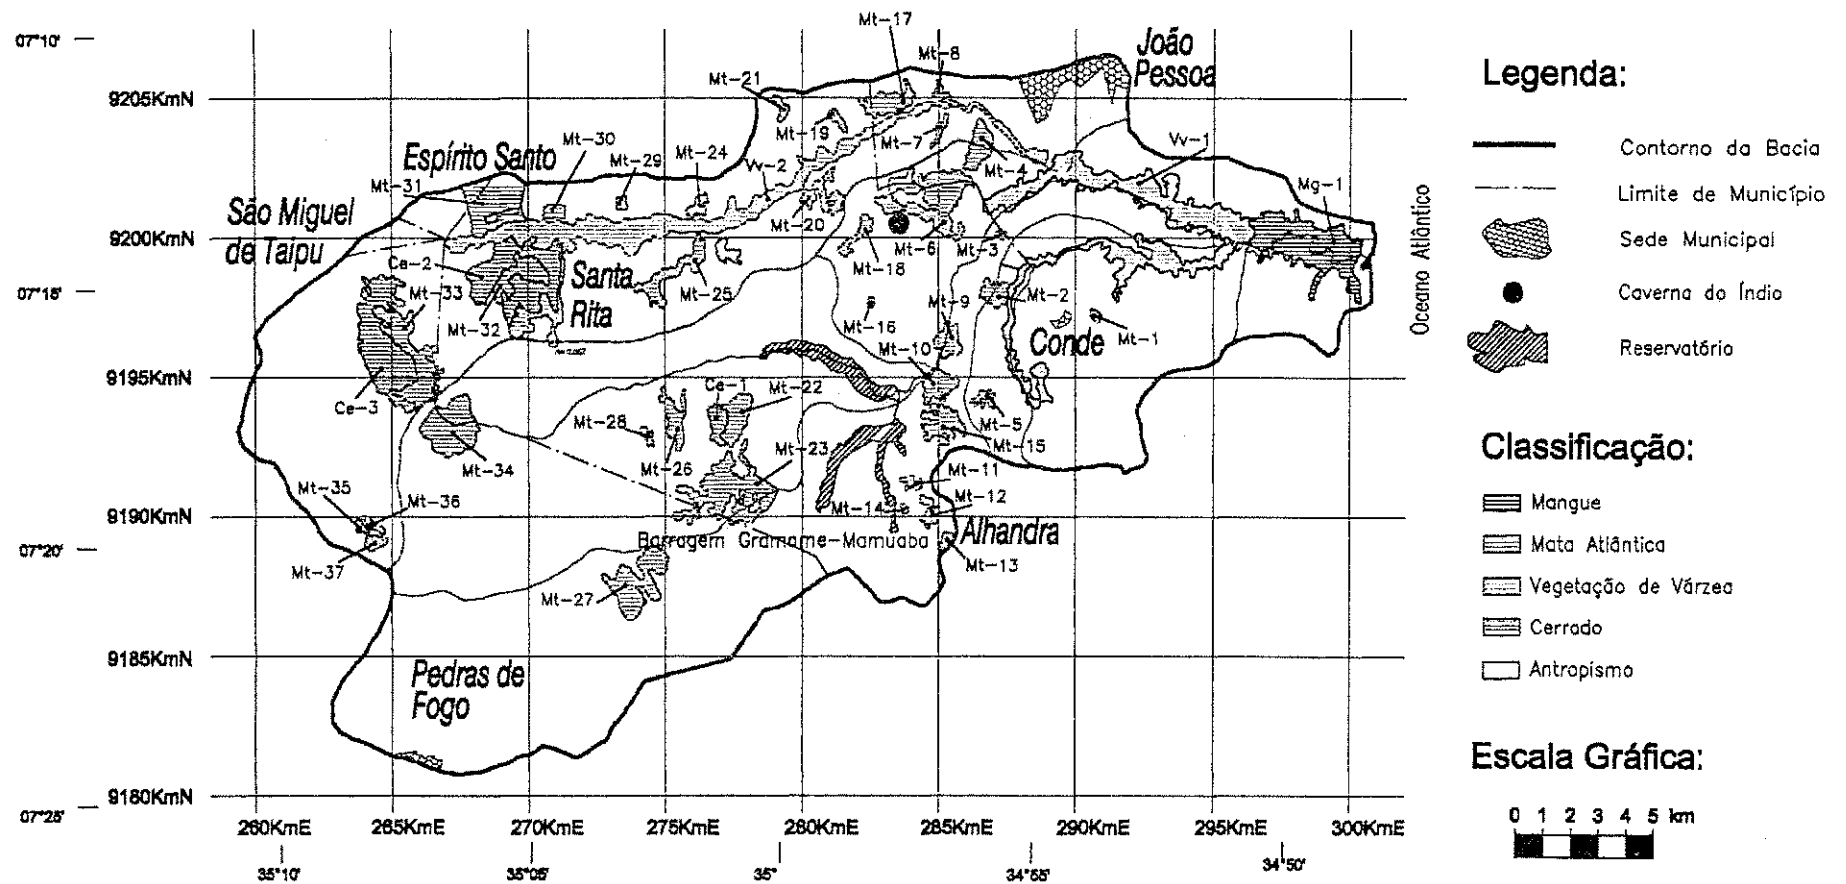 Mt-17
07°10'
João
Pessoa
Mt-8
Mt-21
9205KmN
Mt-30
Mt-19
Mt-7
Vv-1
Espírito Santo
Mt-29
Mt-24
Vv-2
Mt-4
Mt-31
Mg-1
São Miguel
de Taipu
Mt-20
9200KmN
Mt-6
Mt-3
Ce-2
Mt-18
Santa
Rita
Mt-25
07°15'
Mt-33
Mt-9
Mt-2
Mt-32
Mt-16
Mt-1
Conde
Mt-10
9195KmN
Ce-1
Mt-22
Ce-3
Mt-28
Mt-5
Mt-23
Mt-15
Mt-34
Mt-26
Mt-11
Mt-35
Mt-36
Mt-12
Mt-14
9190KmN
Alhandra
07°20'
Barragem Gramame-Mamuaba
Mt-37
Mt-13
Mt-27
9185KmN
Pedras de
Fogo
9180KmN
07°25'
260KmE 265KmE 270KmE 275KmE 280KmE 285KmE 290KmE 295KmE 300KmE
35°10' 35°05' 35° 34°55' 34°50'
Oceano Atlântico
Legenda:
Contorno da Bacia
Limite de Município
Sede Municipal
Caverna do Índio
Reservatório
Classificação:
Mangue
Mata Atlântica
Vegetação de Várzea
Cerrado
Antropismo
Escala Gráfica:
0 1 2 3 4 5 km